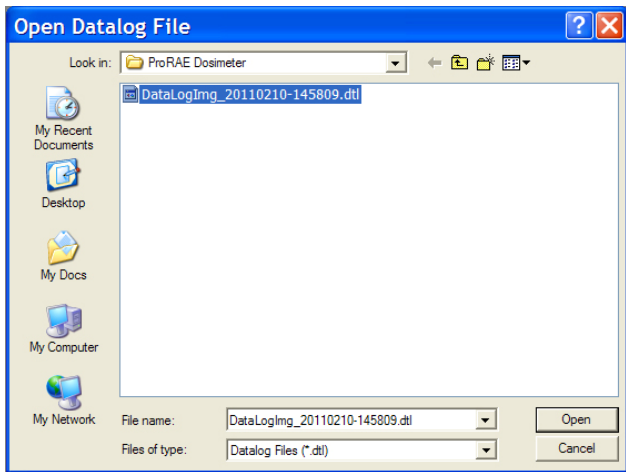 Open Datalog File
Look in: ProRAE Dosimeter
DataLogImg_20110210-145809.dtl
My Recent
Documents
Desktop
My Docs
My Computer
My Network
File name: DataLogImg_20110210-145809.dtl Open
Files of type: Datalog Files (*.dtl) Cancel